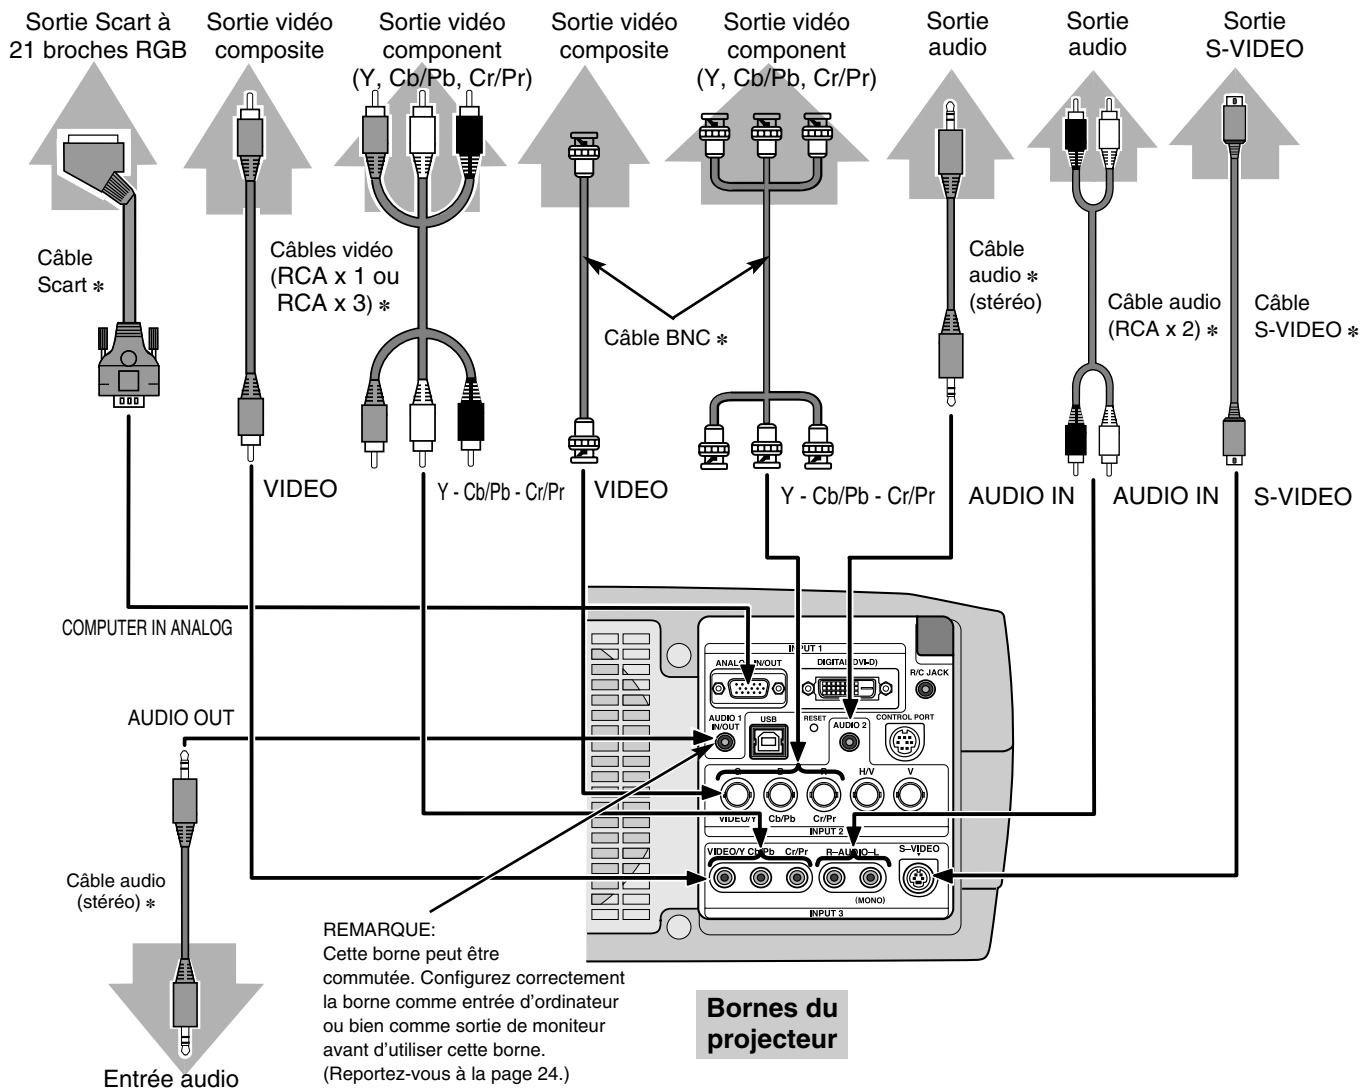 Sortie Scart à
21 broches RGB
Sortie vidéo
composite
Sortie vidéo
component
(Y, Cb/Pb, Cr/Pr)
Sortie vidéo
composite
Sortie vidéo
component
(Y, Cb/Pb, Cr/Pr)
Sortie
audio
Sortie
audio
Sortie
S-VIDEO
Câble
Scart *
Câbles vidéo
(RCA x 1 ou
RCA x 3) *
Câble BNC *
Câble
audio *
(stéréo)
Câble audio
(RCA x 2) *
Câble
S-VIDEO *
VIDEO
Y - Cb/Pb - Cr/Pr
VIDEO
Y - Cb/Pb - Cr/Pr
AUDIO IN
AUDIO IN
S-VIDEO
COMPUTER IN ANALOG
AUDIO OUT
INPUT 1
ANALOG IN/OUT
DIGITAL (DVI-D)
R/C JACK
AUDIO 1
IN/OUT
USB
RESET
AUDIO 2
CONTROL PORT
G
B
R
H/V
V
VIDEO/Y
Cb/Pb
Cr/Pr
INPUT 2
VIDEO/Y Cb/Pb Cr/Pr
R–AUDIO–L
S–VIDEO
(MONO)
INPUT 3
Câble audio
(stéréo) *
Entrée audio
REMARQUE:
Cette borne peut être
commutée. Configurez correctement
la borne comme entrée d'ordinateur
ou bien comme sortie de moniteur
avant d'utiliser cette borne.
(Reportez-vous à la page 24.)
Bornes du
projecteur